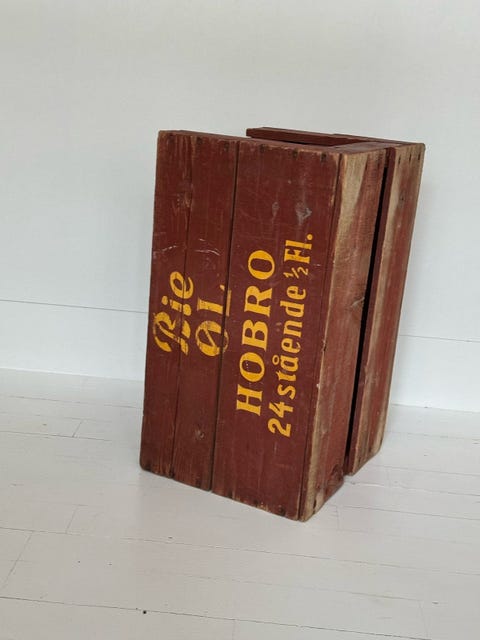 Bie
ØL
HOBRO
24 stående ½ Fl.